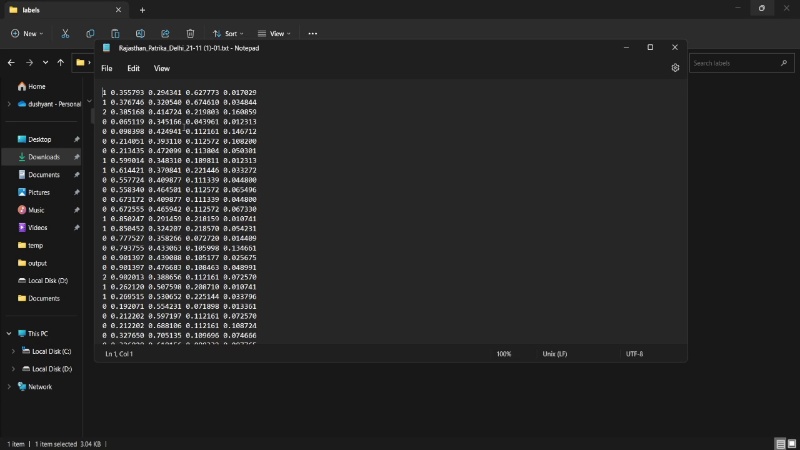 labels
New
Sort
View
Rajasthan_Patrika_Delhi_21-11 (1)-01.txt - Notepad
File Edit View
Search labels
1 0.355793 0.294341 0.627773 0.017029
1 0.376746 0.320540 0.674610 0.034844
2 0.385168 0.414724 0.219803 0.160859
0 0.065119 0.345166 0.043961 0.012313
0 0.098398 0.424941 0.112161 0.146712
0 0.214051 0.393110 0.112572 0.108200
0 0.213435 0.472099 0.113804 0.050301
1 0.599014 0.348310 0.189811 0.012313
1 0.614421 0.370841 0.221446 0.033272
0 0.557724 0.409877 0.111339 0.044800
0 0.558340 0.464501 0.112572 0.065496
0 0.673172 0.409877 0.111339 0.044800
0 0.672555 0.465942 0.112572 0.067330
1 0.850247 0.291459 0.218159 0.010741
1 0.850452 0.324207 0.218570 0.054231
0 0.777527 0.358266 0.072720 0.014409
0 0.793755 0.433063 0.105998 0.134661
0 0.901397 0.439088 0.105177 0.025675
0 0.901397 0.476683 0.108463 0.048991
2 0.902013 0.388656 0.112161 0.072570
1 0.262120 0.507598 0.208710 0.010741
1 0.269515 0.530652 0.225144 0.033796
0 0.192071 0.554231 0.071898 0.013361
0 0.212202 0.597197 0.112161 0.072570
0 0.212202 0.688106 0.112161 0.108724
0 0.327650 0.705135 0.109696 0.074666
Ln 1, Col 1
100%
Unix (LF)
UTF-8
Home
dushyant - Personal
Desktop
Downloads
Documents
Pictures
Music
Videos
temp
output
Local Disk (D:)
Documents
This PC
Local Disk (C:)
Local Disk (D:)
Network
1 item 1 item selected 3.04 KB